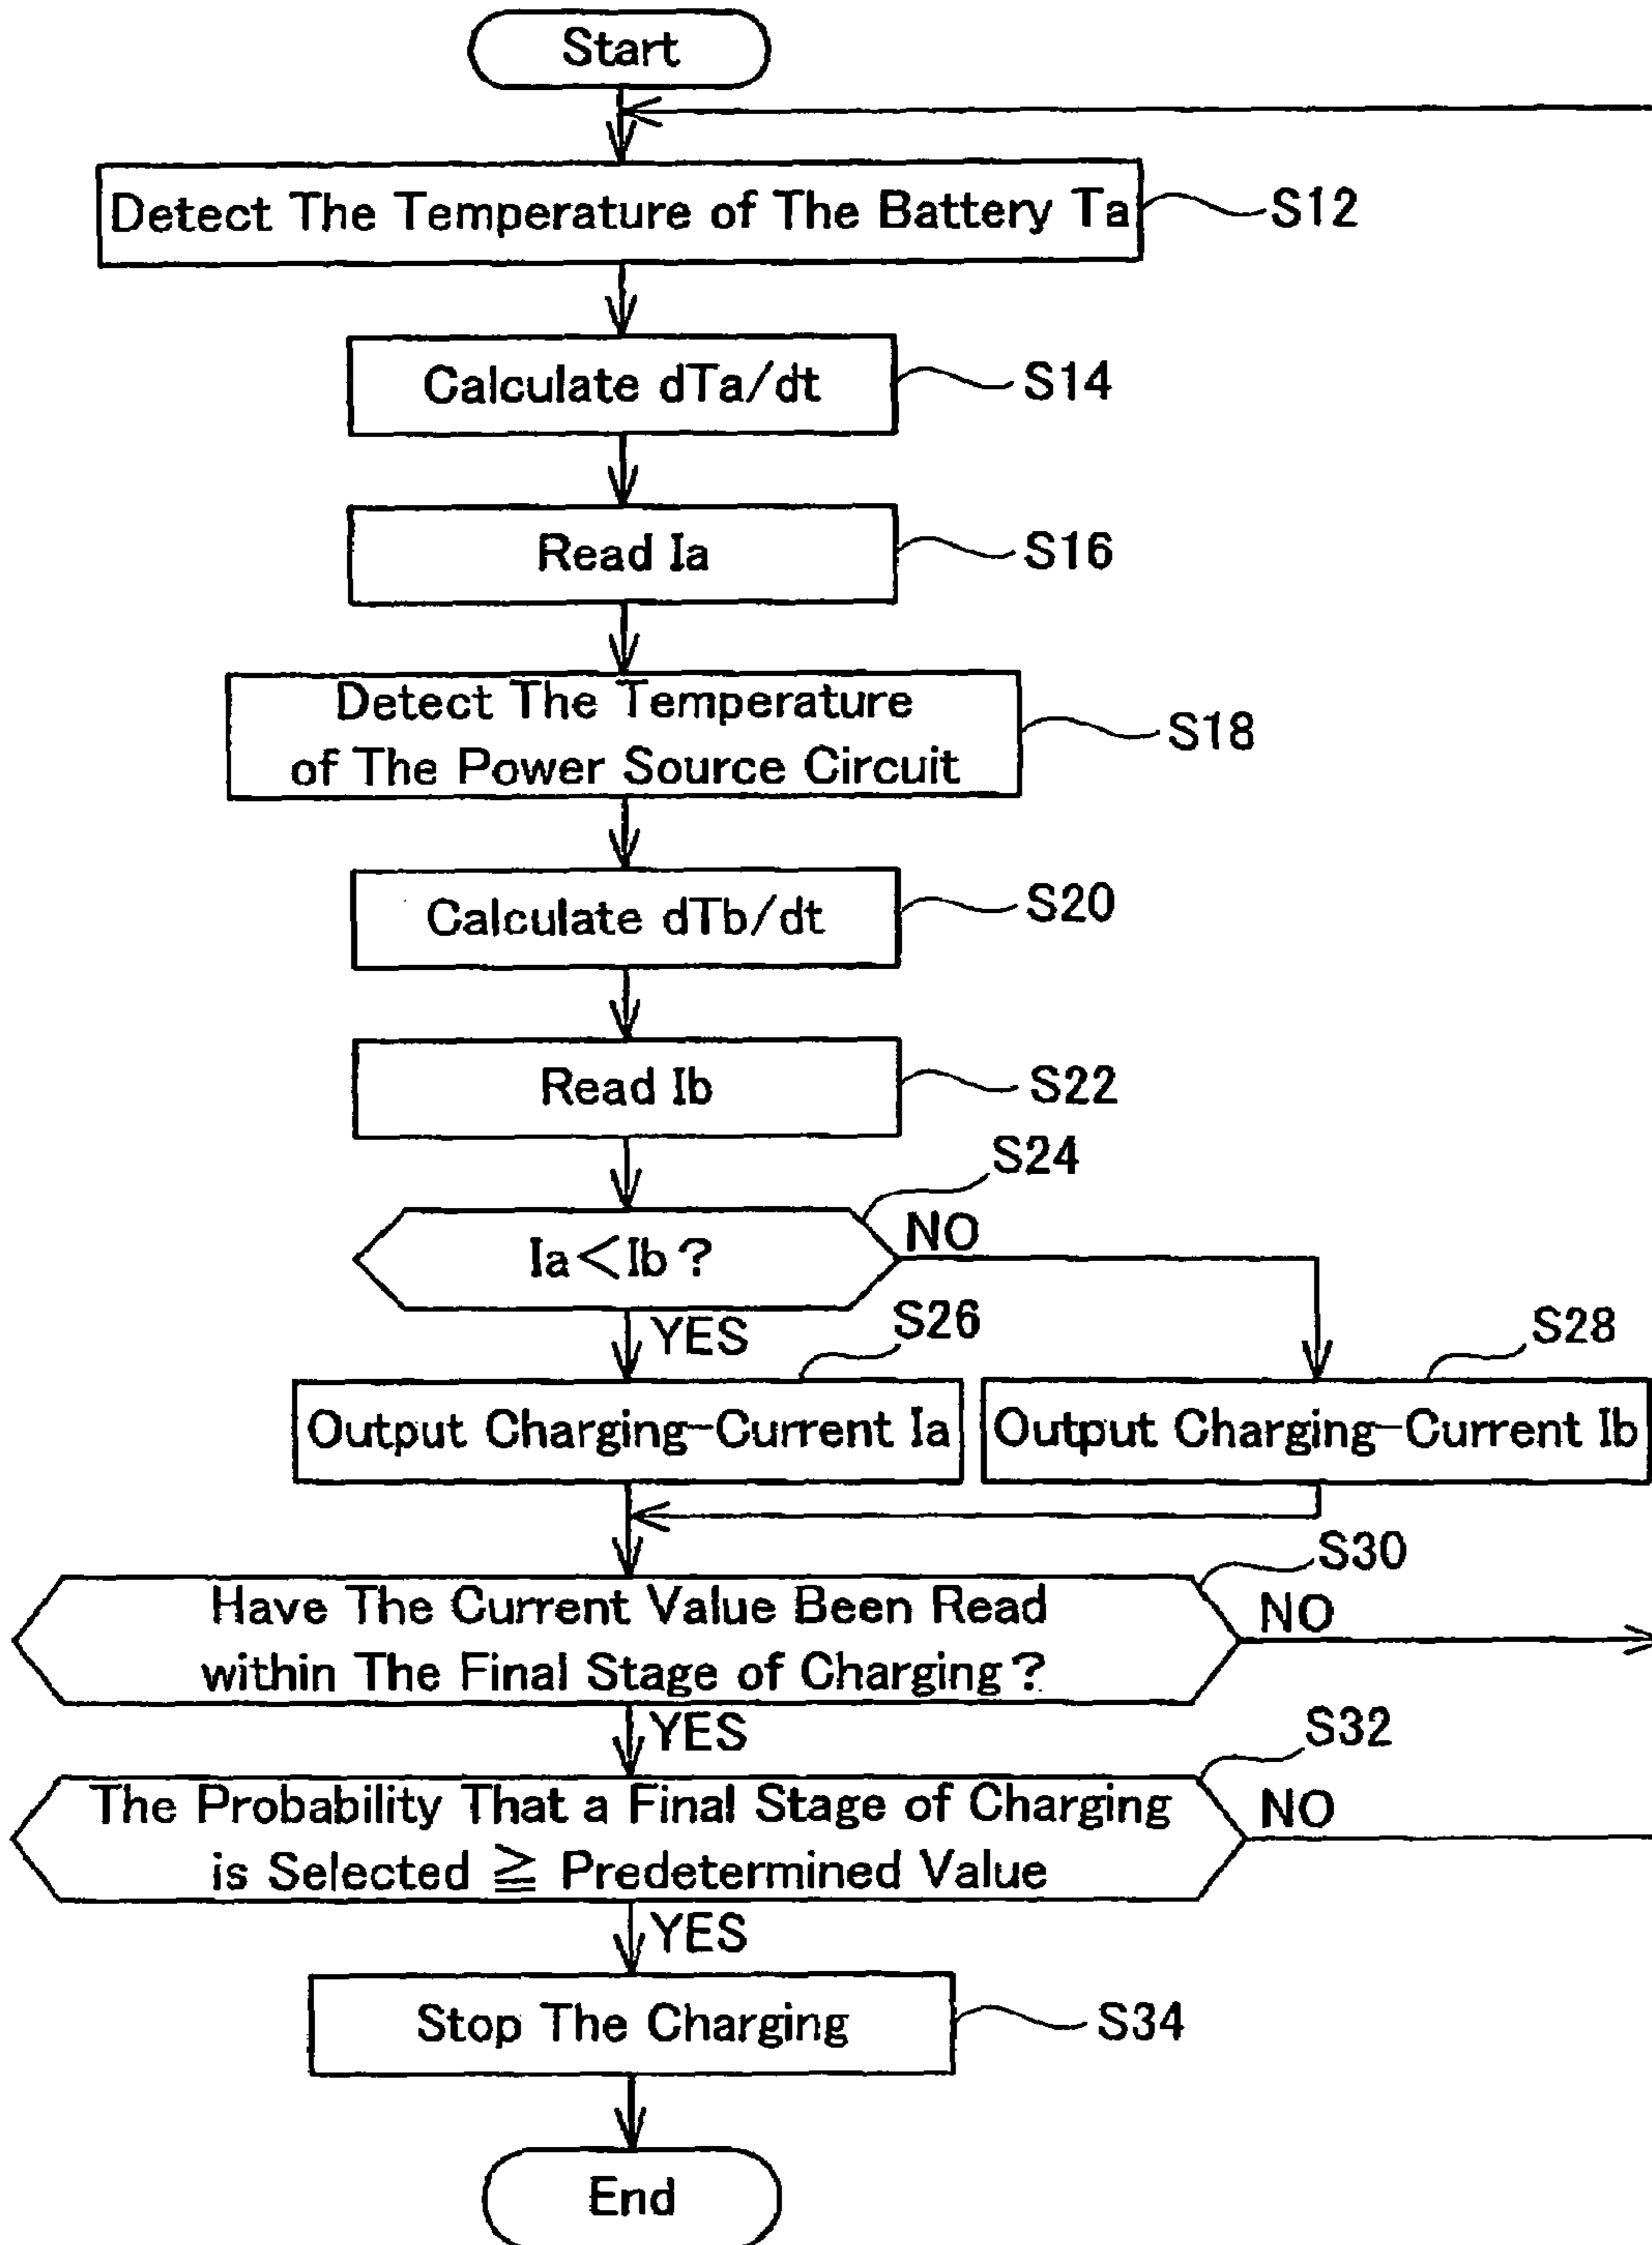 Start
Detect The Temperature of The Battery Ta
S12
Calculate dTa/dt
S14
Read Ia
S16
Detect The Temperature
of The Power Source Circuit
S18
Calculate dTb/dt
S20
Read Ib
S22
S24
Ia<Ib?
NO
YES
S26
S28
Output Charging-Current Ia
Output Charging-Current Ib
S30
Have The Current Value Been Read
within The Final Stage of Charging?
NO
YES
S32
The Probability That a Final Stage of Charging
is Selected ≧ Predetermined Value
NO
YES
Stop The Charging
S34
End